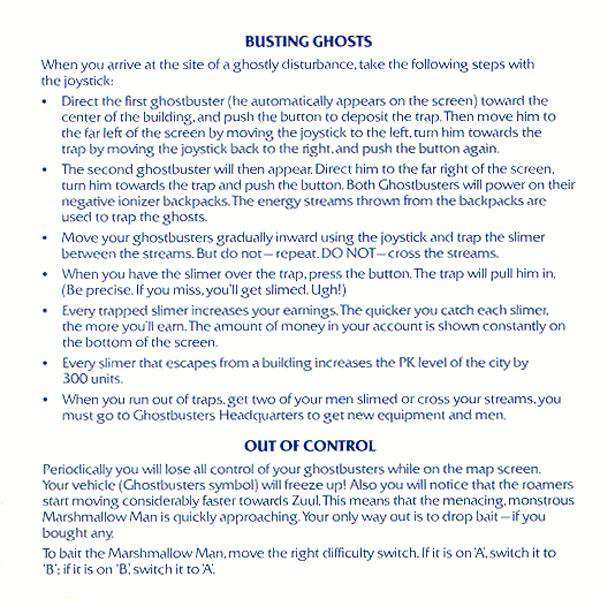 BUSTING GHOSTS
When you arrive at the site of a ghostly disturbance, take the following steps with
the joystick:
• Direct the first ghostbuster (he automatically appears on the screen) toward the
center of the building, and push the button to deposit the trap. Then move him to
the far left of the screen by moving the joystick to the left, turn him towards the
trap by moving the joystick back to the right, and push the button again.
• The second ghostbuster will then appear. Direct him to the far right of the screen,
turn him towards the trap and push the button. Both Ghostbusters will power on their
negative ionizer backpacks. The energy streams thrown from the backpacks are
used to trap the ghosts.
• Move your ghostbusters gradually inward using the joystick and trap the slimer
between the streams. But do not—repeat, DO NOT—cross the streams.
• When you have the slimer over the trap, press the button. The trap will pull him in.
(Be precise. If you miss, you'll get slimed. Ugh!)
• Every trapped slimer increases your earnings. The quicker you catch each slimer,
the more you'll earn. The amount of money in your account is shown constantly on
the bottom of the screen.
• Every slimer that escapes from a building increases the PK level of the city by
300 units.
• When you run out of traps, get two of your men slimed or cross your streams, you
must go to Ghostbusters Headquarters to get new equipment and men.
OUT OF CONTROL
Periodically you will lose all control of your ghostbusters while on the map screen.
Your vehicle (Ghostbusters symbol) will freeze up! Also you will notice that the roamers
start moving considerably faster towards Zuul. This means that the menacing, monstrous
Marshmallow Man is quickly approaching. Your only way out is to drop bait—if you
bought any.
To bait the Marshmallow Man, move the right difficulty switch. If it is on 'A', switch it to
'B'; if it is on 'B', switch it to 'A'.